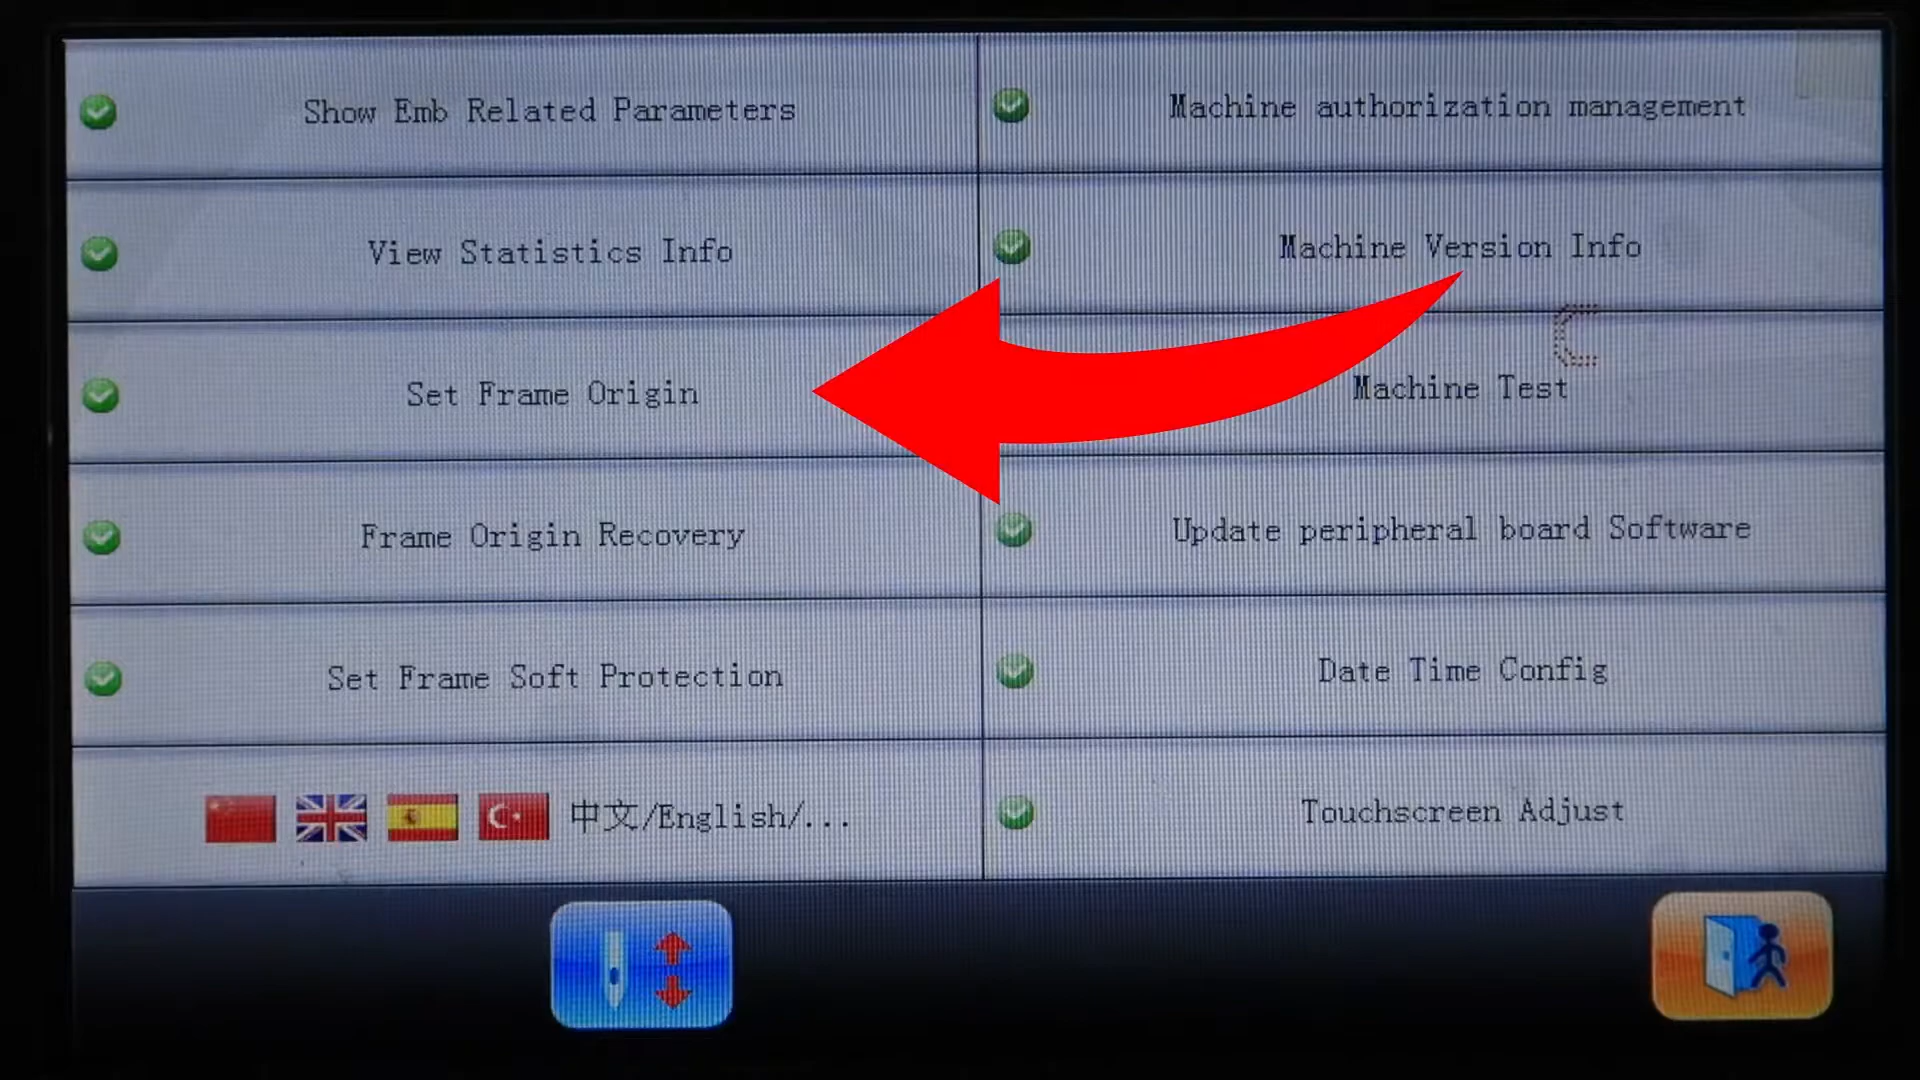 Show Emb Related Parameters
Machine authorization management
View Statistics Info
Machine Version Info
Set Frame Origin
Machine Test
Frame Origin Recovery
Update peripheral board Software
Set Frame Soft Protection
Date Time Config
中文/English/...
Touchscreen Adjust